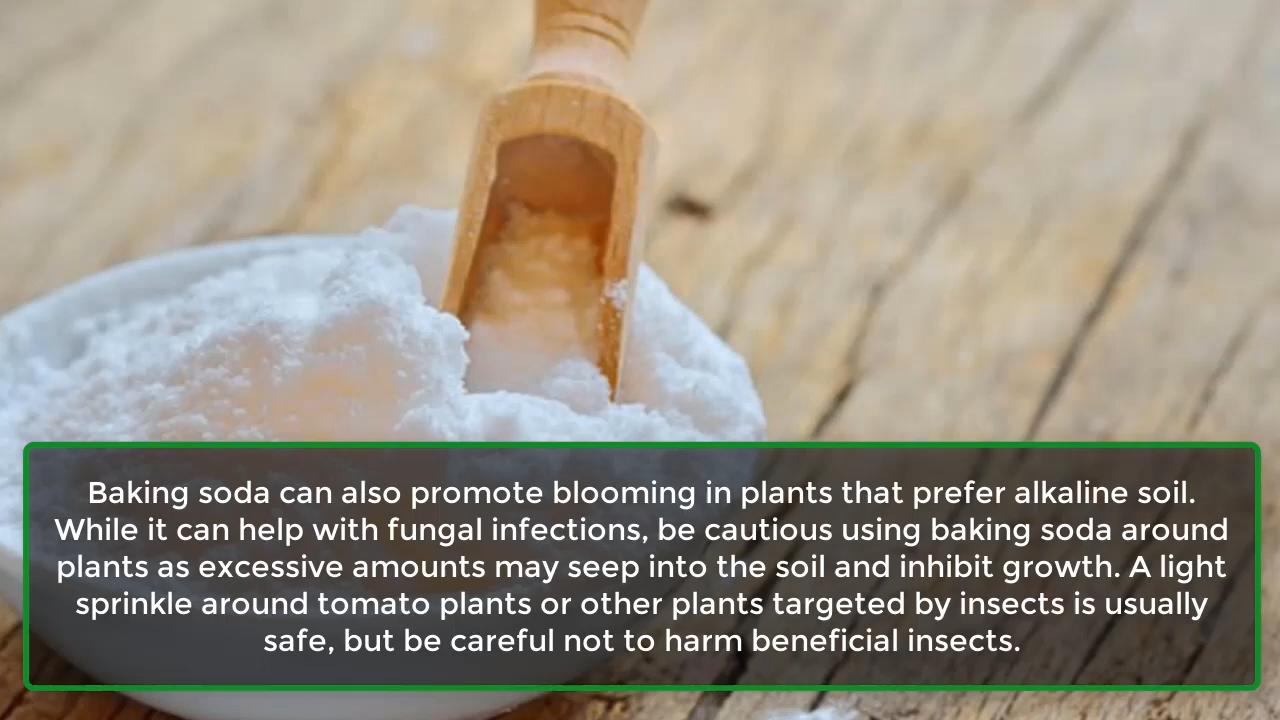 Baking soda can also promote blooming in plants that prefer alkaline soil.
While it can help with fungal infections, be cautious using baking soda around
plants as excessive amounts may seep into the soil and inhibit growth. A light
sprinkle around tomato plants or other plants targeted by insects is usually
safe, but be careful not to harm beneficial insects.